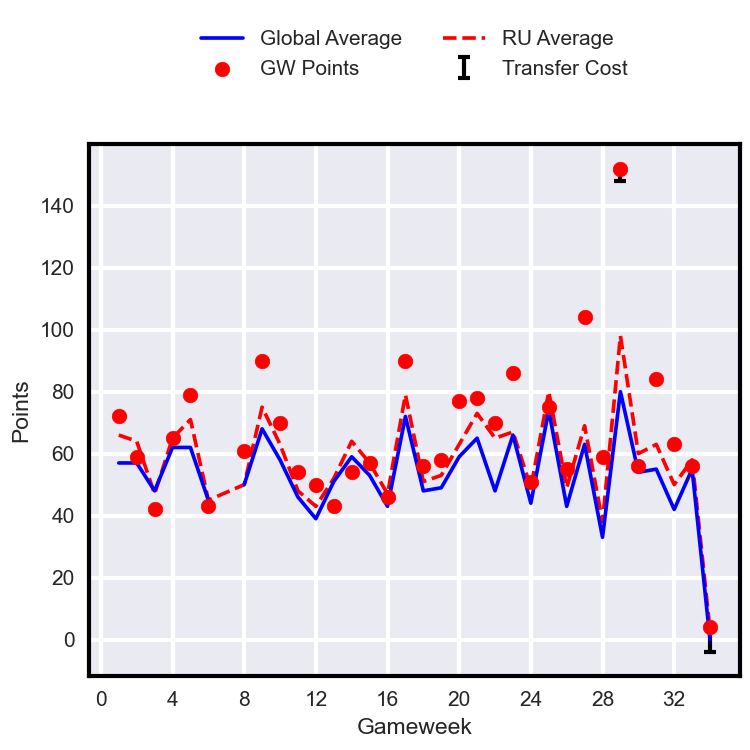 Global Average
RU Average
GW Points
Transfer Cost
140
120
100
80
60
40
20
0
Points
0 4 8 12 16 20 24 28 32
Gameweek